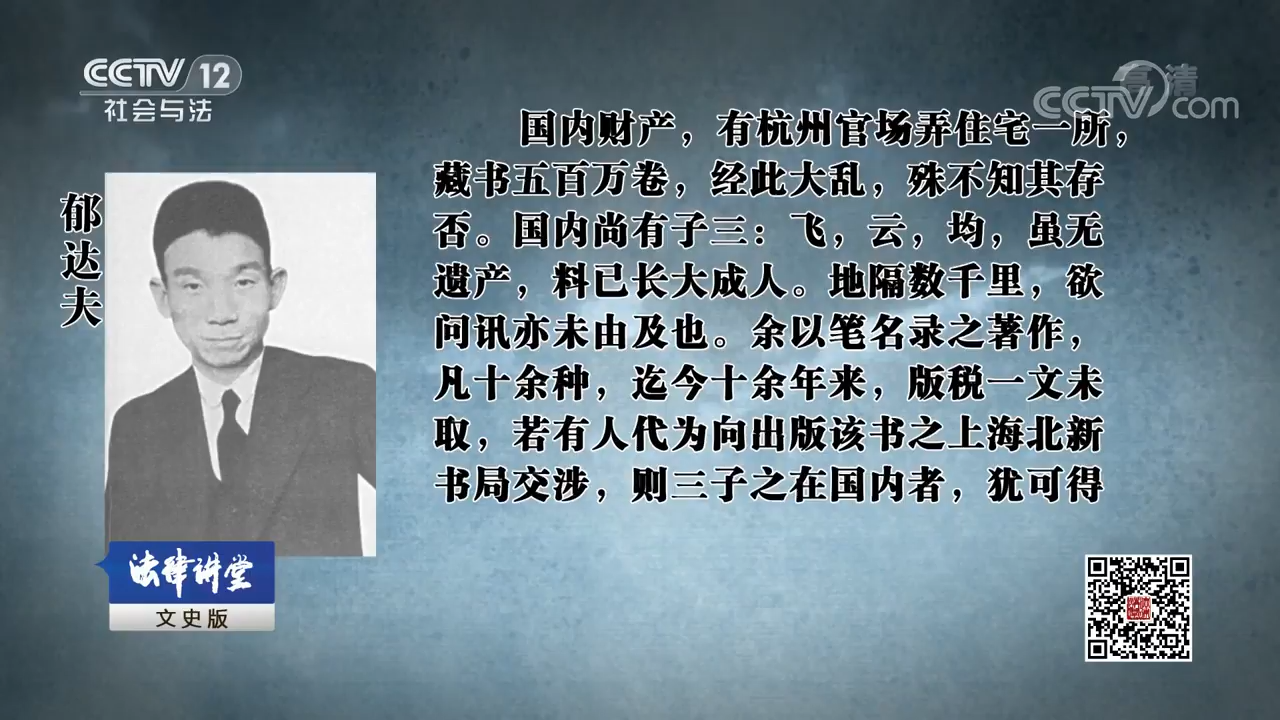 CCTV 12
社会与法
高清
CCTV.com
郁达夫
国内财产，有杭州官场弄住宅一所，
藏书五百万卷，经此大乱，殊不知其存
否。国内尚有子三：飞，云，均，虽无
遗产，料已长大成人。地隔数千里，欲
问讯亦未由及也。余以笔名录之著作，
凡十余种，迄今十余年来，版税一文未
取，若有人代为向出版该书之上海北新
书局交涉，则三子之在国内者，犹可得
法律讲堂
文史版